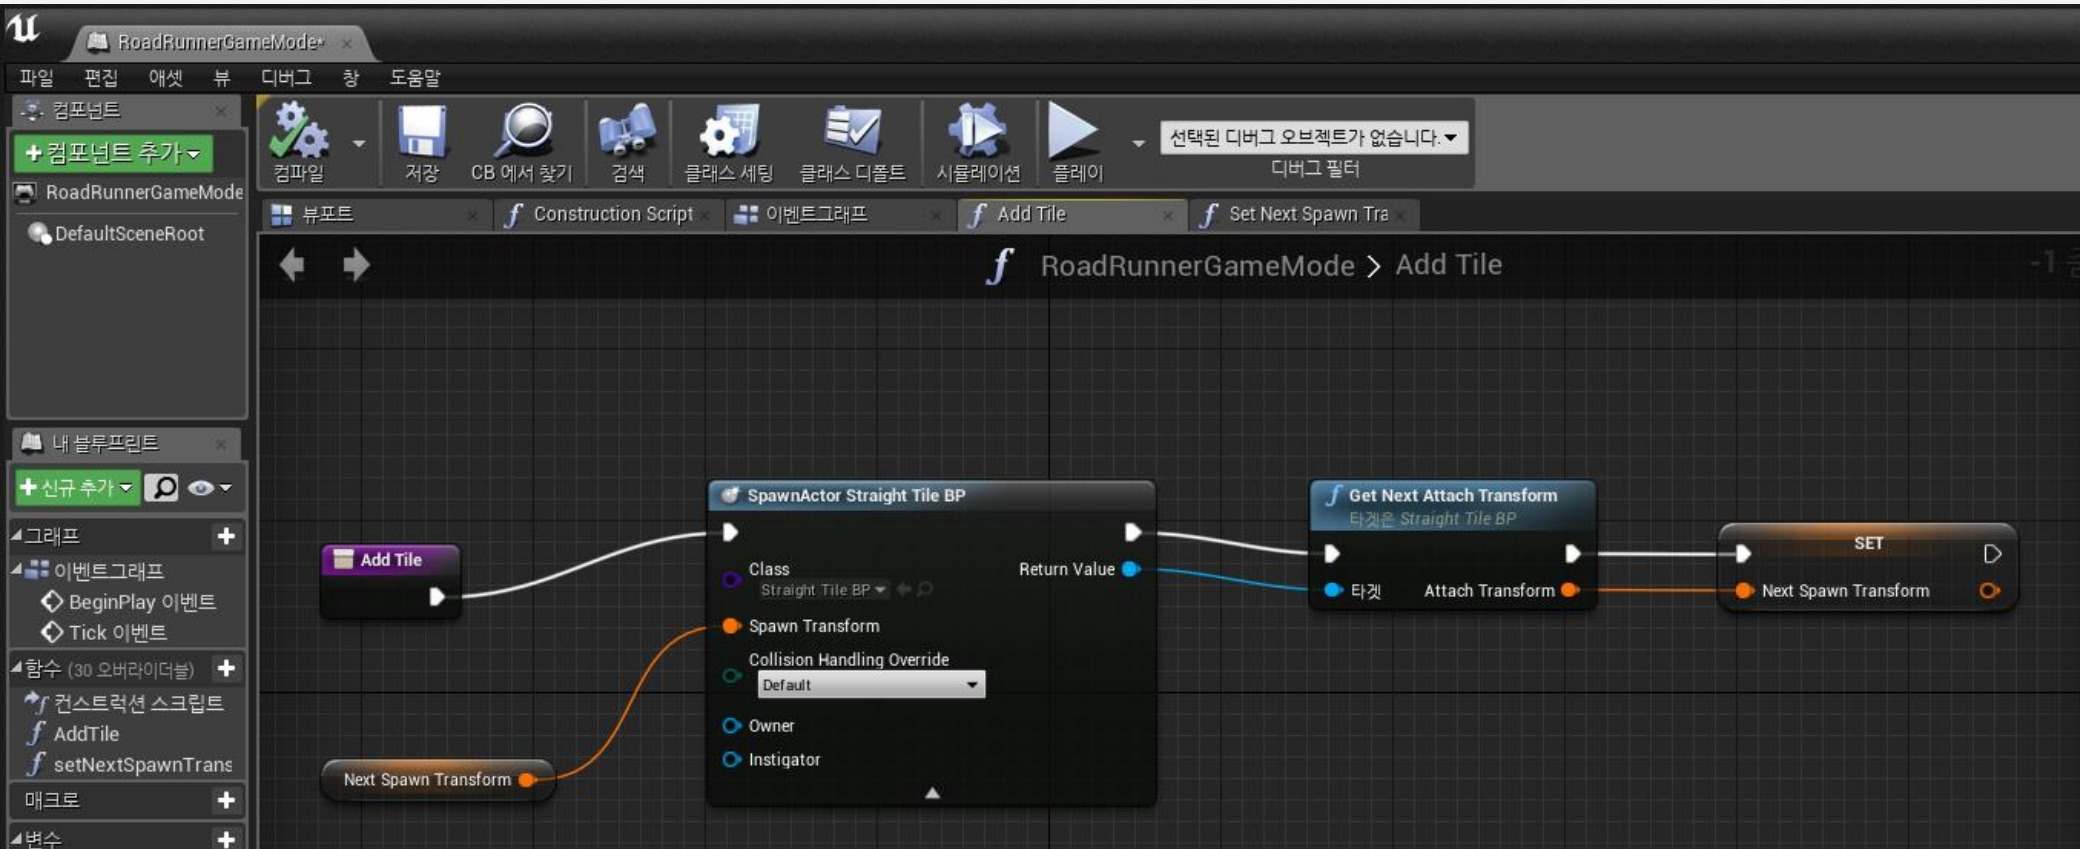 RoadRunnerGameMode*
파일 편집 애셋 뷰 디버그 창 도움말
컴포넌트
+컴포넌트 추가
RoadRunnerGameMode
DefaultSceneRoot
컴파일 저장 CB 에서 찾기 검색 클래스 세팅 클래스 디폴트 시뮬레이션 플레이
선택된 디버그 오브젝트가 없습니다.
디버그 필터
뷰포트 Construction Script 이벤트그래프 Add Tile Set Next Spawn Tra
RoadRunnerGameMode > Add Tile
-1
내 블루프린트
+신규 추가
그래프
이벤트그래프
BeginPlay 이벤트
Tick 이벤트
함수 (30 오버라이더블)
컨스트럭션 스크립트
AddTile
setNextSpawnTrans
매크로
변수
Add Tile
Next Spawn Transform
SpawnActor Straight Tile BP
Class
Straight Tile BP
Return Value
Spawn Transform
Collision Handling Override
Default
Owner
Instigator
Get Next Attach Transform
타겟은 Straight Tile BP
타겟 Attach Transform
SET
Next Spawn Transform